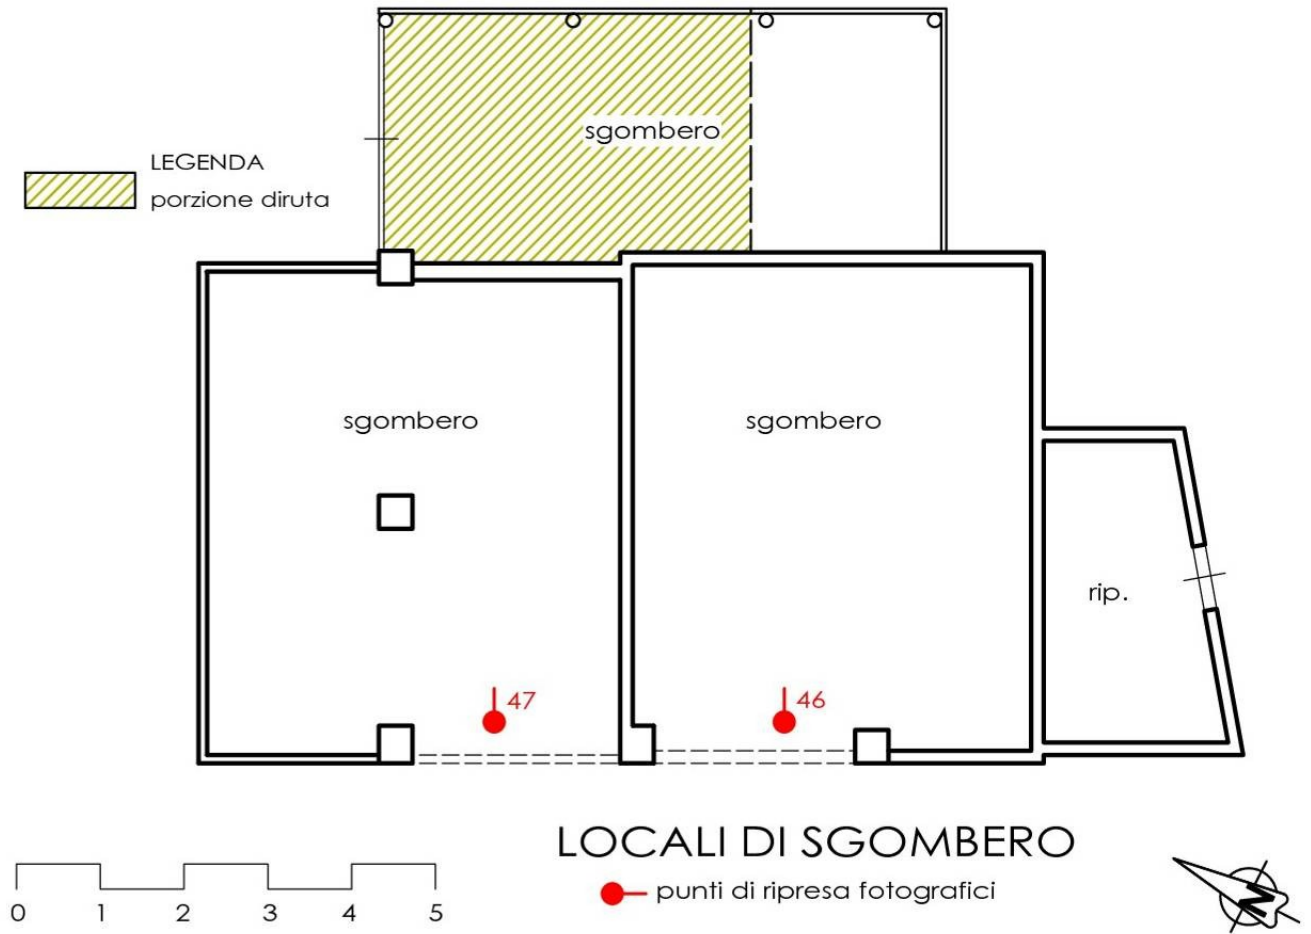 sgombero
LEGENDA
porzione diruta
sgombero
sgombero
rip.
47
46
LOCALI DI SGOMBERO
punti di ripresa fotografici
0 1 2 3 4 5
N